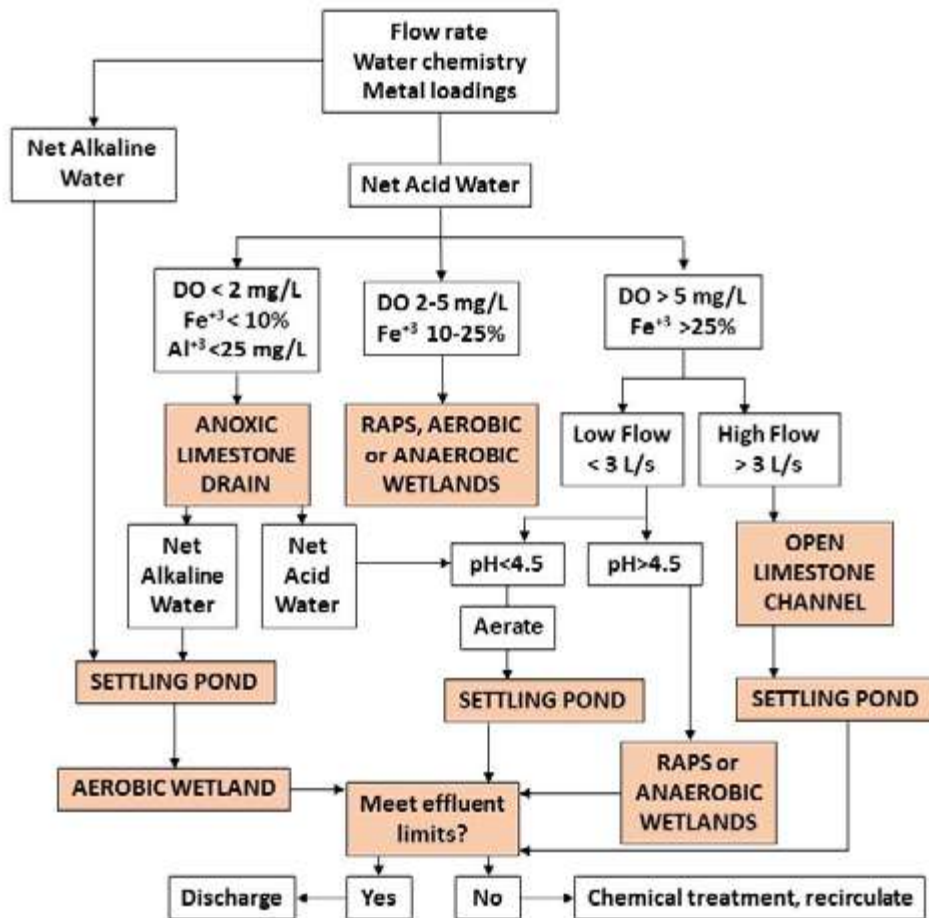 Flow rate
Water chemistry
Metal loadings
Net Alkaline
Water
Net Acid Water
DO < 2 mg/L
Fe⁺³< 10%
Al⁺³<25 mg/L
DO 2-5 mg/L
Fe⁺³ 10-25%
DO > 5 mg/L
Fe⁺³ >25%
ANOXIC
LIMESTONE
DRAIN
RAPS, AEROBIC
or ANAEROBIC
WETLANDS
Low Flow
< 3 L/s
High Flow
> 3 L/s
Net
Alkaline
Water
Net
Acid
Water
pH<4.5
pH>4.5
OPEN
LIMESTONE
CHANNEL
Aerate
SETTLING POND
SETTLING POND
SETTLING POND
AEROBIC WETLAND
Meet effluent
limits?
RAPS or
ANAEROBIC
WETLANDS
Discharge
Yes
No
Chemical treatment, recirculate